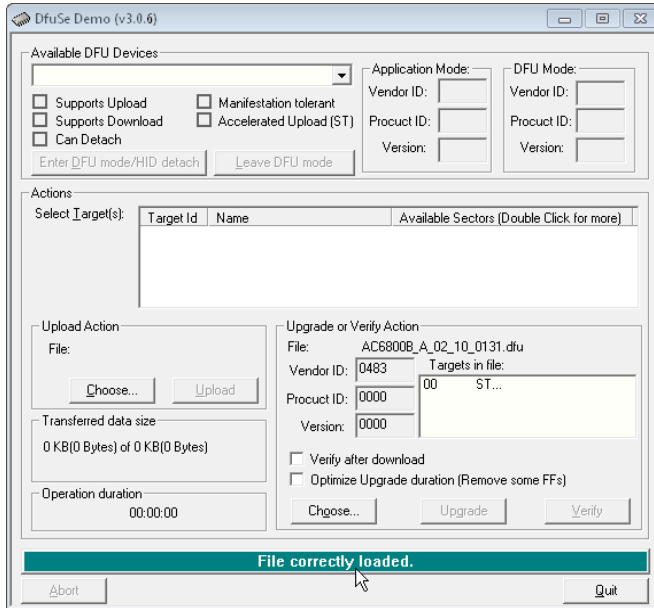 DfuSe Demo (v3.0.6)
Available DFU Devices
Supports Upload
Manifestation tolerant
Supports Download
Accelerated Upload (ST)
Can Detach
Enter DFU mode/HID detach
Leave DFU mode
Application Mode:
Vendor ID:
Procuct ID:
Version:
DFU Mode:
Vendor ID:
Procuct ID:
Version:
Actions
Select Target(s):
Target Id Name Available Sectors (Double Click for more)
Upload Action
File:
Choose... Upload
Transferred data size
0 KB(0 Bytes) of 0 KB(0 Bytes)
Operation duration
00:00:00
Upgrade or Verify Action
File: AC6800B_A_02_10_0131.dfu
Vendor ID: 0483
Procuct ID: 0000
Version: 0000
Targets in file:
00 ST...
Verify after download
Optimize Upgrade duration (Remove some FFs)
Choose... Upgrade Verify
File correctly loaded.
Abort Quit